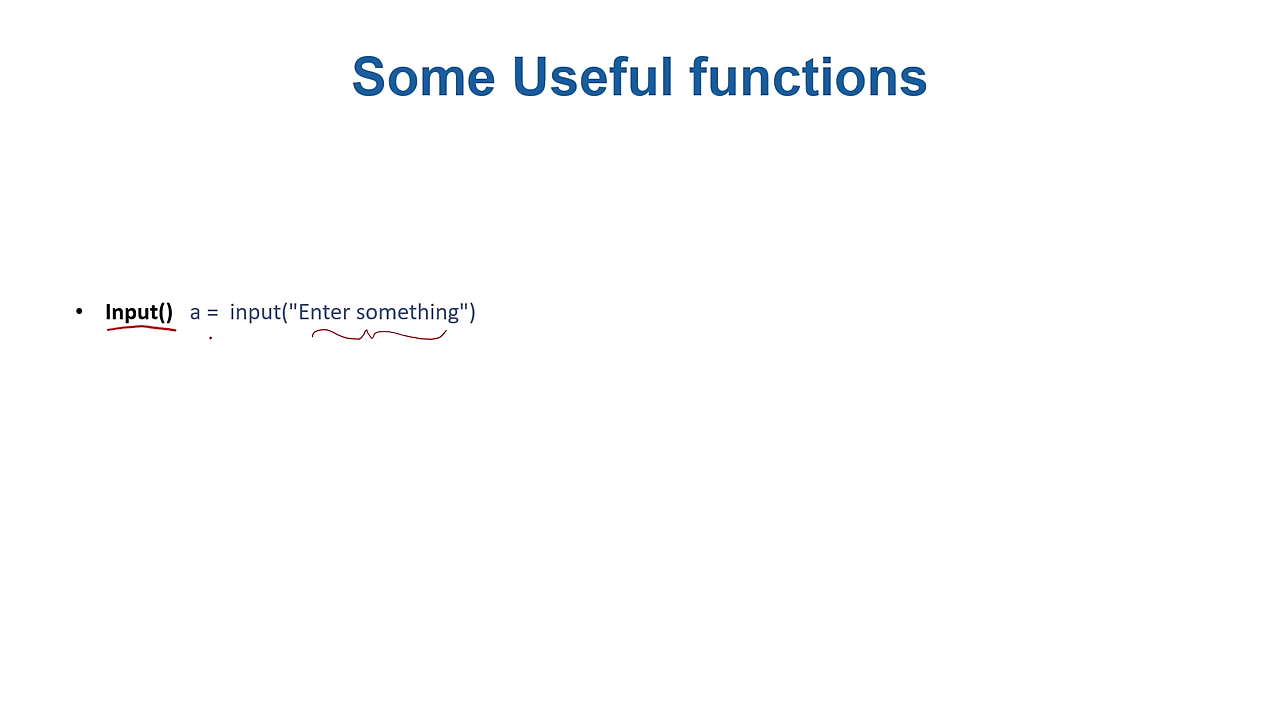 Some Useful functions
• Input() a = input("Enter something")